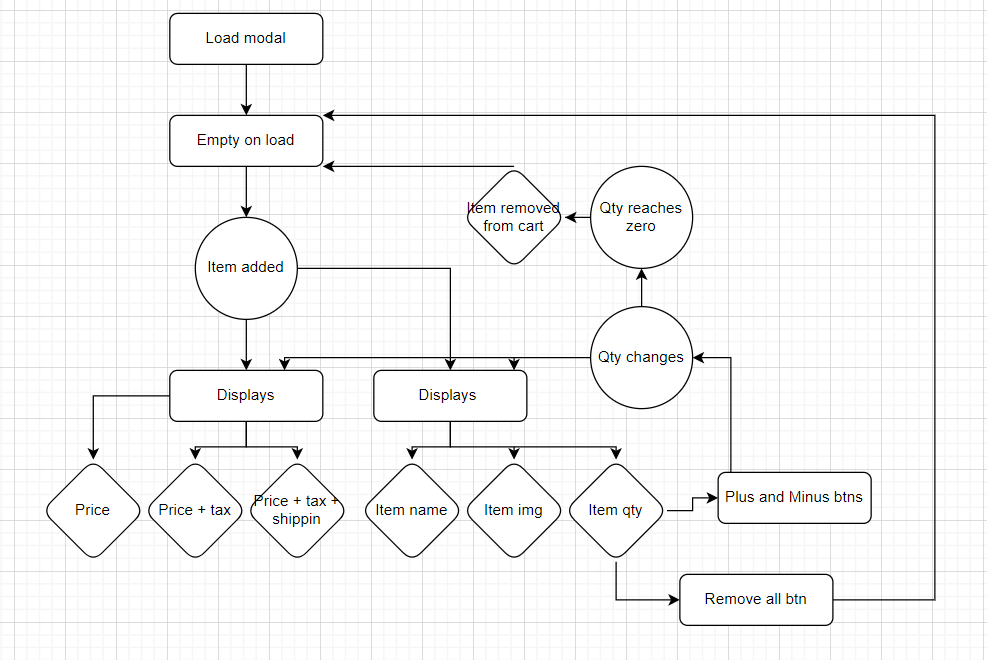 Load modal
Empty on load
Item removed
from cart
Qty reaches
zero
Item added
Qty changes
Displays
Displays
Price
Price + tax
Price + tax +
shippin
Item name
Item img
Item qty
Plus and Minus btns
Remove all btn